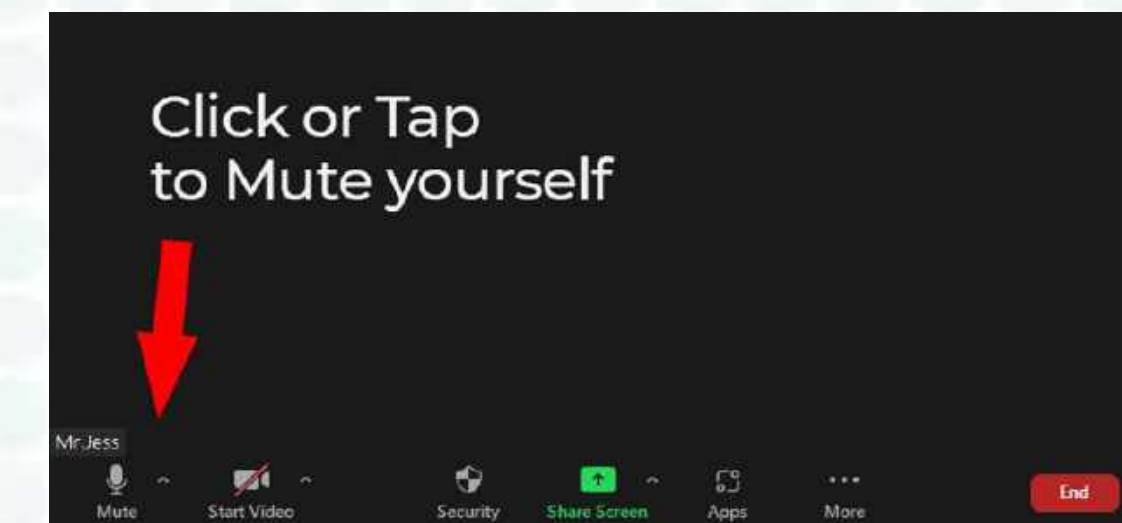 Click or Tap
to Mute yourself
Mr.Jess
Mute Start Video Security Share Screen Apps More End